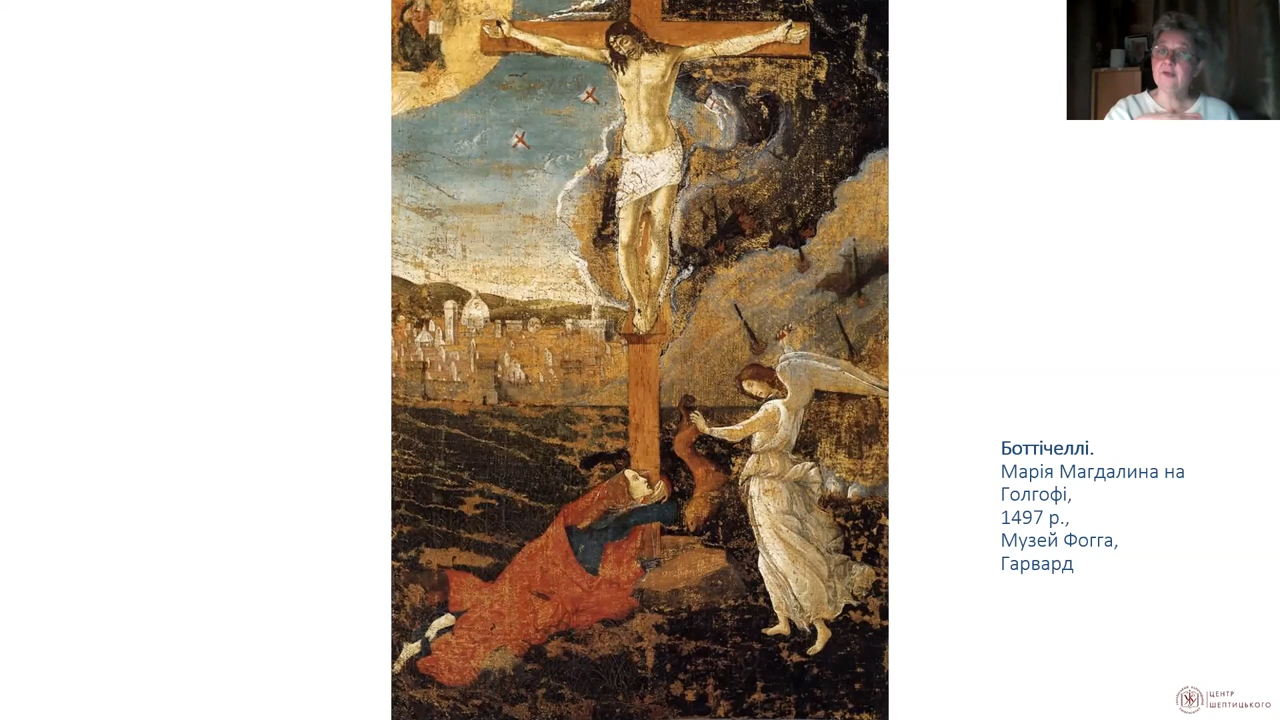 Боттічеллі.
Марія Магдалина на
Голгофі,
1497 р.,
Музей Фогга,
Гарвард
ЦЕНТР
ШЕПТИЦЬКОГО